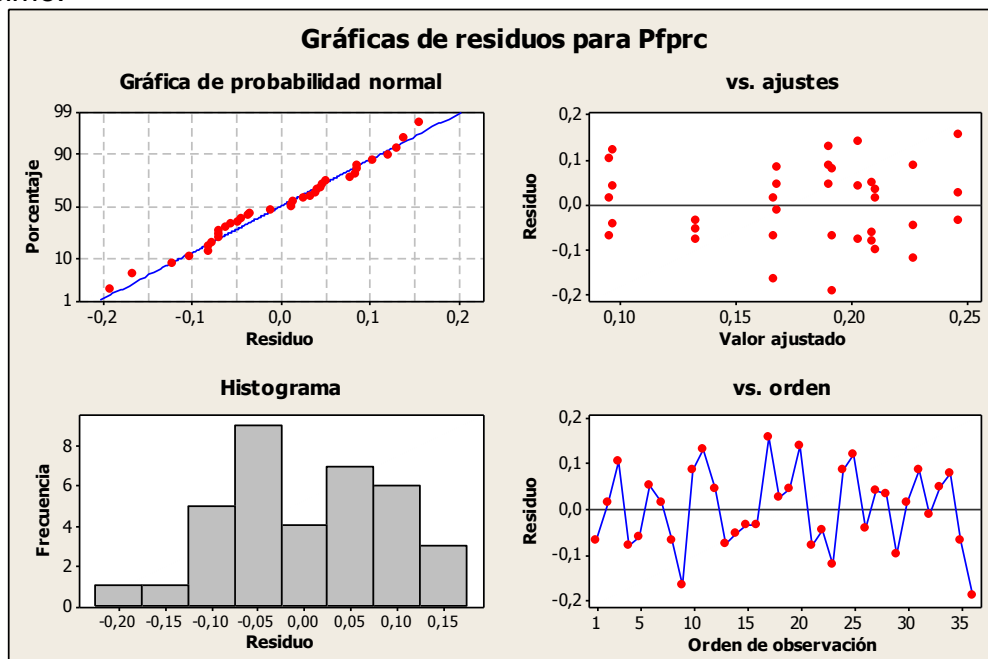 Gráficas de residuos para Pfprc
Gráfica de probabilidad normal
99
90
50
10
1
Porcentaje
-0,2 -0,1 0,0 0,1 0,2
Residuo
vs. ajustes
0,2
0,1
0,0
-0,1
-0,2
Residuo
0,10 0,15 0,20 0,25
Valor ajustado
Histograma
8
6
4
2
0
Frecuencia
-0,20 -0,15 -0,10 -0,05 0,00 0,05 0,10 0,15
Residuo
vs. orden
0,2
0,1
0,0
-0,1
-0,2
Residuo
1 5 10 15 20 25 30 35
Orden de observación